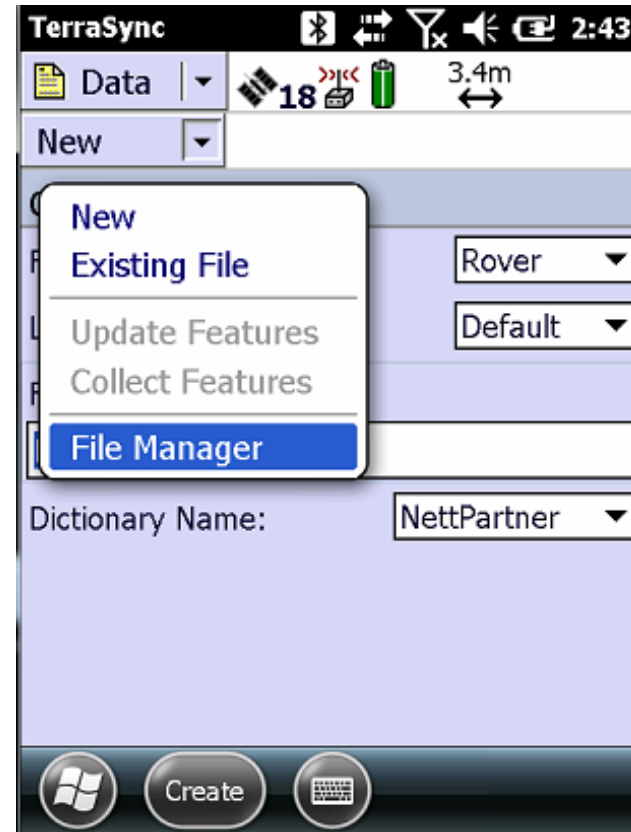 TerraSync 2:43
Data 18 3.4m
New
New
Existing File
Rover
Update Features
Default
Collect Features
File Manager
Dictionary Name: NettPartner
Create